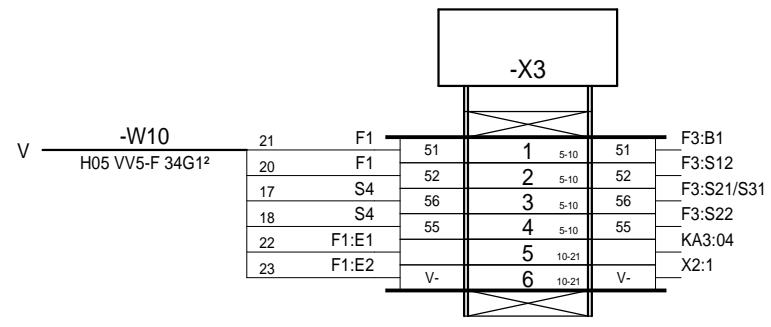 -X3
-W10
V
H05 VV5-F 34G1²
21 F1 51 1 5-10 51 F3:B1
20 F1 52 2 5-10 52 F3:S12
17 S4 56 3 5-10 56 F3:S21/S31
18 S4 55 4 5-10 55 F3:S22
22 F1:E1 5 10-21 KA3:04
23 F1:E2 V- 6 10-21 V- X2:1